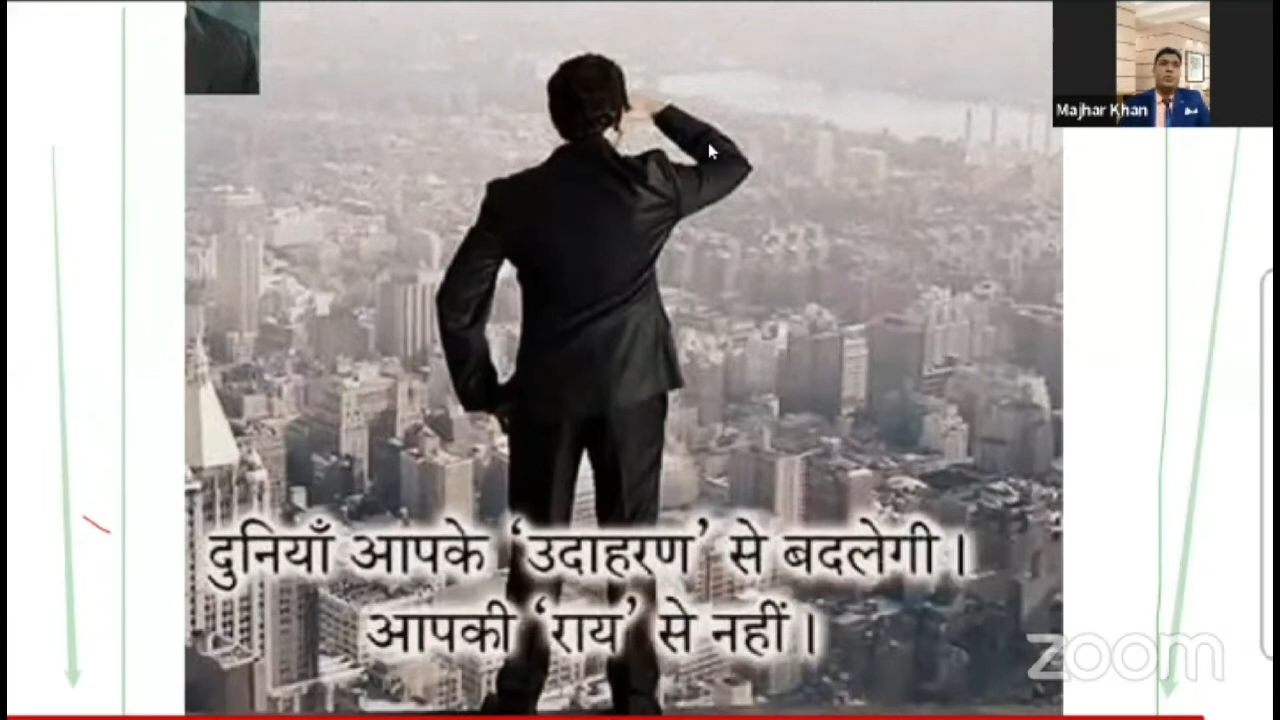 Majhar Khan
दुनियाँ आपके ‘उदाहरण’ से बदलेगी।
आपकी ‘राय’ से नहीं।
zoom